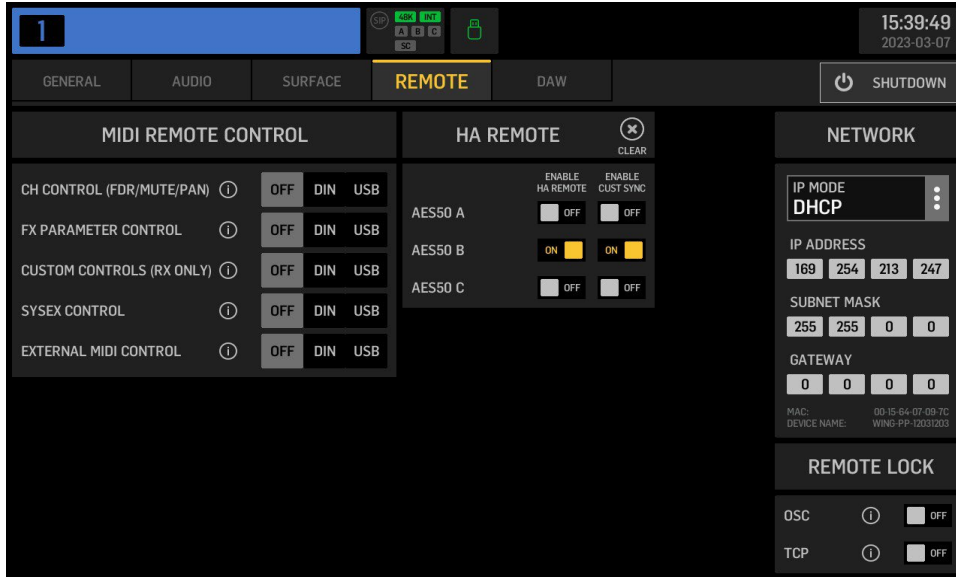 1
SIP
48K INT
A B C
SC
15:39:49
2023-03-07
GENERAL AUDIO SURFACE REMOTE DAW
SHUTDOWN
MIDI REMOTE CONTROL
CH CONTROL (FDR/MUTE/PAN) OFF DIN USB
FX PARAMETER CONTROL OFF DIN USB
CUSTOM CONTROLS (RX ONLY) OFF DIN USB
SYSEX CONTROL OFF DIN USB
EXTERNAL MIDI CONTROL OFF DIN USB
HA REMOTE
CLEAR
ENABLE ENABLE
HA REMOTE CUST SYNC
AES50 A OFF OFF
AES50 B ON ON
AES50 C OFF OFF
NETWORK
IP MODE
DHCP
IP ADDRESS
169 254 213 247
SUBNET MASK
255 255 0 0
GATEWAY
0 0 0 0
MAC: 00-15-64-07-09-7C
DEVICE NAME: WING-PP-12031203
REMOTE LOCK
OSC OFF
TCP OFF